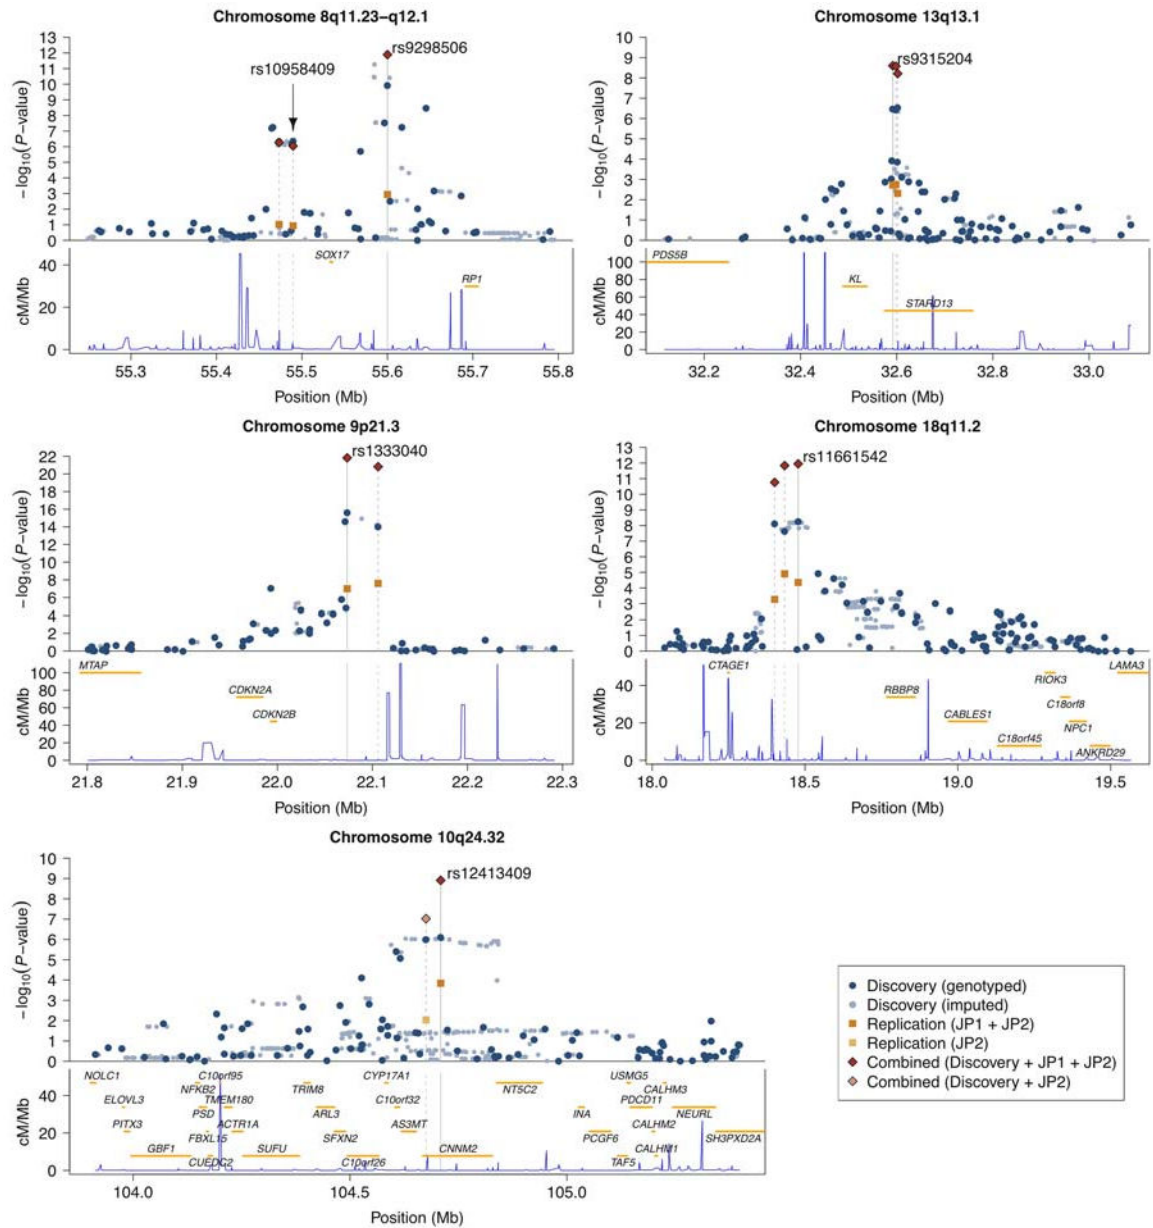 Chromosome 8q11.23–q12.1
13
12
11
10
9
8
7
6
5
4
3
2
1
0
−log10(P−value)
rs10958409
rs9298506
40
20
0
cM/Mb
SOX17
RP1
55.3 55.4 55.5 55.6 55.7 55.8
Position (Mb)
Chromosome 13q13.1
10
9
8
7
6
5
4
3
2
1
0
−log10(P−value)
rs9315204
100
80
60
40
20
0
cM/Mb
PDS5B
KL
STARD13
32.2 32.4 32.6 32.8 33.0
Position (Mb)
Chromosome 9p21.3
22
20
18
16
14
12
10
8
6
4
2
0
−log10(P−value)
rs1333040
100
80
60
40
20
0
cM/Mb
MTAP
CDKN2A
CDKN2B
21.8 21.9 22.0 22.1 22.2 22.3
Position (Mb)
Chromosome 18q11.2
13
12
11
10
9
8
7
6
5
4
3
2
1
0
−log10(P−value)
rs11661542
40
20
0
cM/Mb
CTAGE1 LAMA3
RIOK3
RBBP8 C18orf8
CABLES1 NPC1
C18orf45 ANKRD29
18.0 18.5 19.0 19.5
Position (Mb)
Chromosome 10q24.32
10
9
8
7
6
5
4
3
2
1
0
−log10(P−value)
rs12413409
40
20
0
cM/Mb
NOLC1 C10orf95 CYP17A1 USMG5
NFKB2 TRIM8 NT5C2 CALHM3
ELOVL3 TMEM180 C10orf32 PDCD11
PSD ARL3 INA NEURL
PITX3 ACTR1A AS3MT CALHM2
FBXL15 SFXN2 PCGF6 SH3PXD2A
GBF1 SUFU CNNM2 CALHM1
CUEDC2 C10orf26 TAF5
104.0 104.5 105.0
Position (Mb)
Discovery (genotyped)
Discovery (imputed)
Replication (JP1 + JP2)
Replication (JP2)
Combined (Discovery + JP1 + JP2)
Combined (Discovery + JP2)